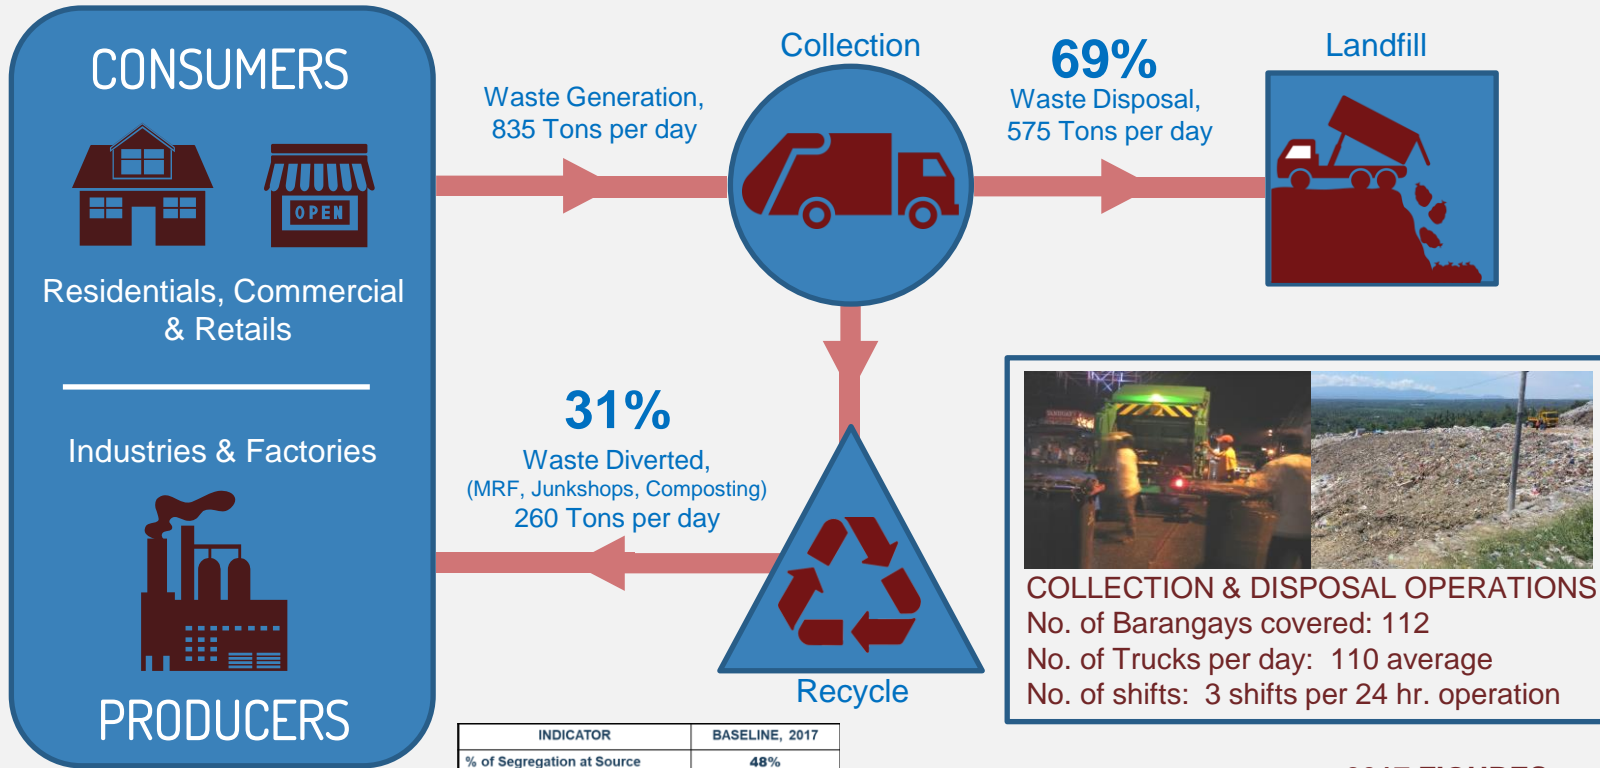 CONSUMERS
OPEN
Residentials, Commercial
& Retails
Industries & Factories
PRODUCERS
Waste Generation,
835 Tons per day
Collection
69%
Waste Disposal,
575 Tons per day
Landfill
31%
Waste Diverted,
(MRF, Junkshops, Composting)
260 Tons per day
Recycle
COLLECTION & DISPOSAL OPERATIONS
No. of Barangays covered: 112
No. of Trucks per day: 110 average
No. of shifts: 3 shifts per 24 hr. operation
INDICATOR BASELINE, 2017
% of Segregation at Source 48%
2017 FIGURES